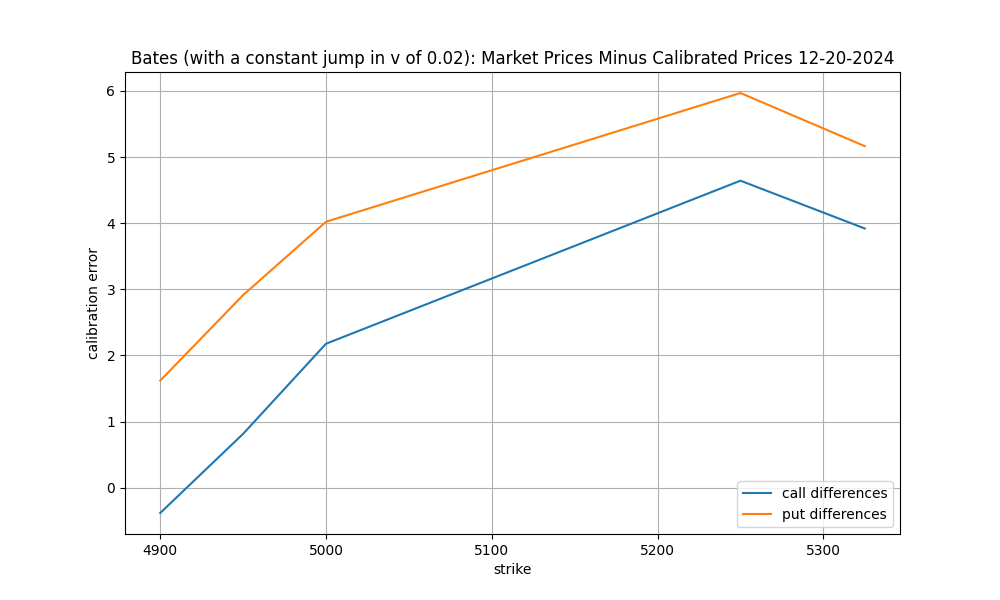 Bates (with a constant jump in v of 0.02): Market Prices Minus Calibrated Prices 12-20-2024
6
5
4
3
2
1
0
calibration error
4900 5000 5100 5200 5300
strike
call differences
put differences